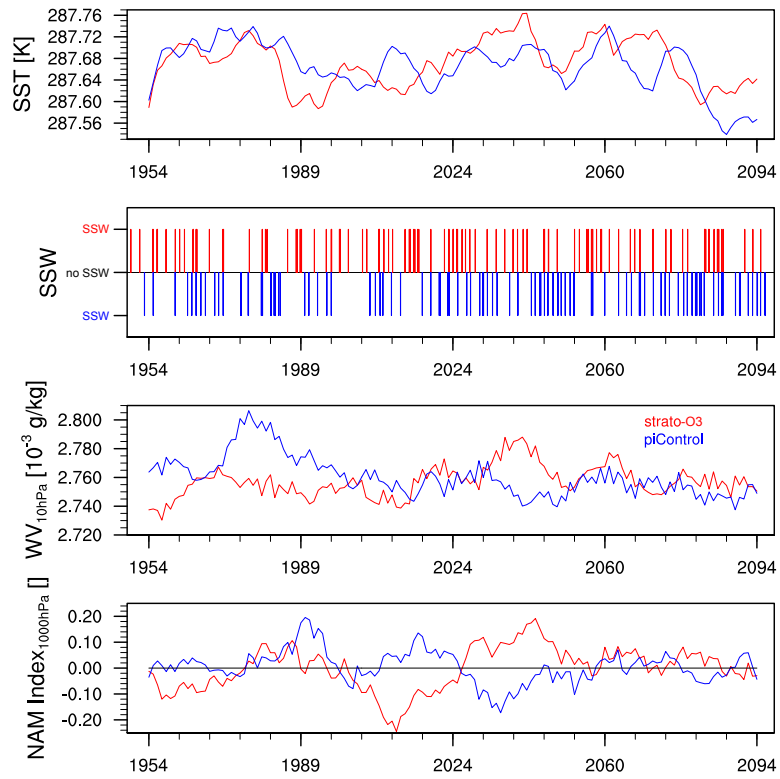 SST [K]
287.76
287.72
287.68
287.64
287.60
287.56
1954 1989 2024 2060 2094
SSW
SSW
no SSW
SSW
1954 1989 2024 2060 2094
WV10hPa [10-3 g/kg]
2.800
2.780
2.760
2.740
2.720
strato-O3
piControl
1954 1989 2024 2060 2094
NAM Index1000hPa []
0.20
0.10
0.00
-0.10
-0.20
1954 1989 2024 2060 2094